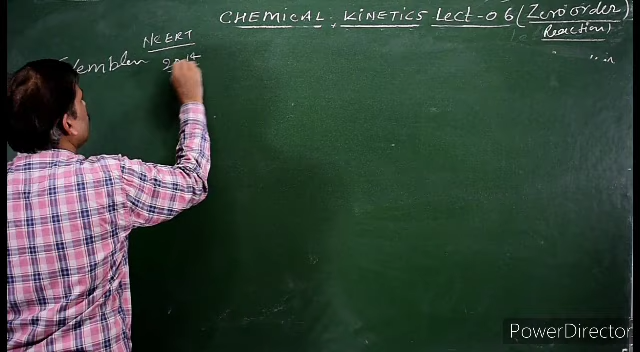 CHEMICAL KINETICS Lect-06 (Zero order
Reaction)
NCERT
PowerDirector